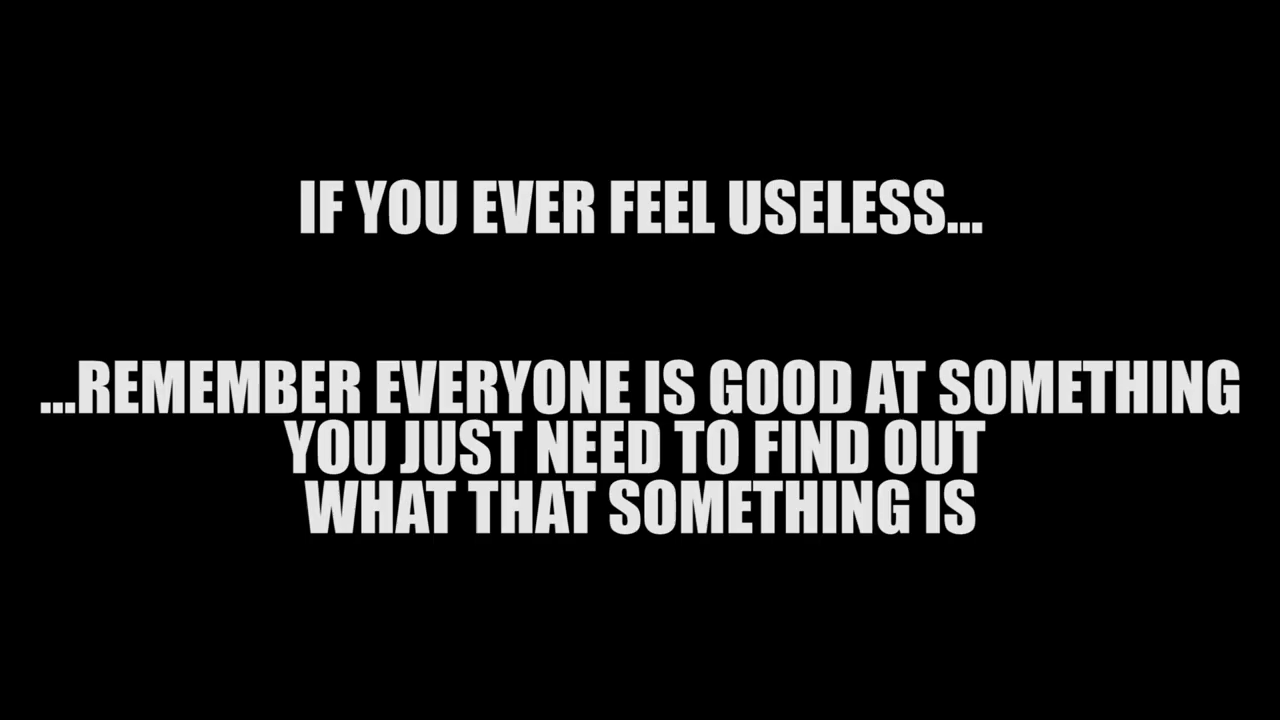 IF YOU EVER FEEL USELESS...
...REMEMBER EVERYONE IS GOOD AT SOMETHING
YOU JUST NEED TO FIND OUT
WHAT THAT SOMETHING IS